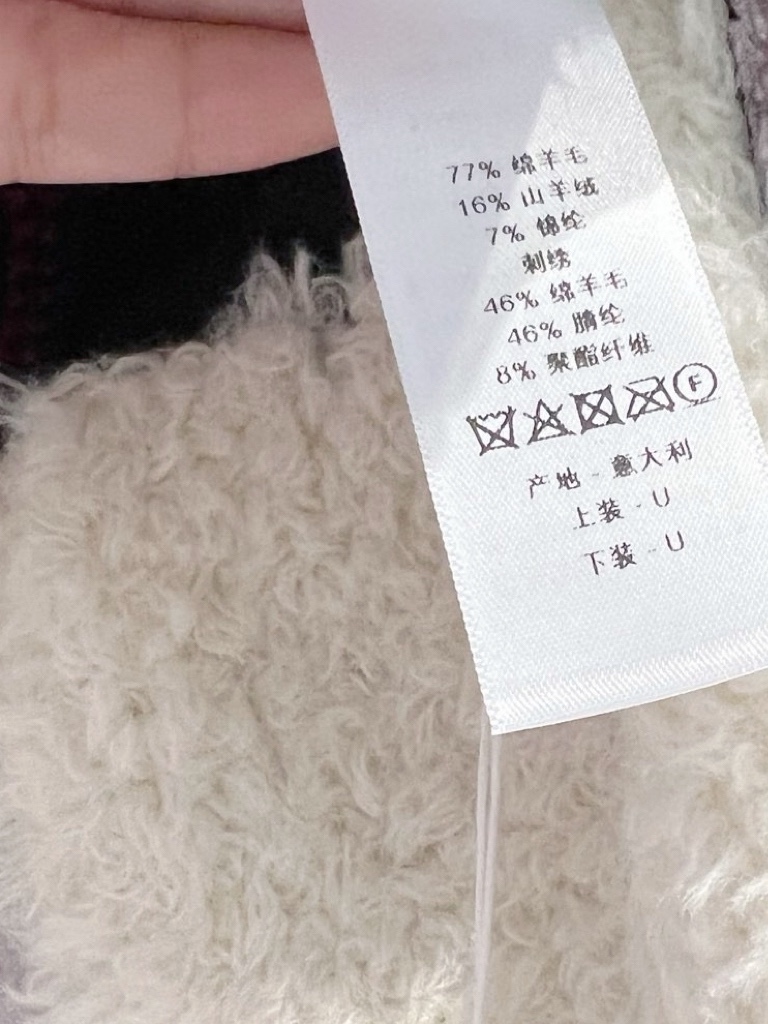 77% 绵羊毛
16% 山羊绒
7% 锦纶
刺绣
46% 绵羊毛
46% 腈纶
8% 聚酯纤维
F
产地 - 意大利
上装 - U
下装 - U